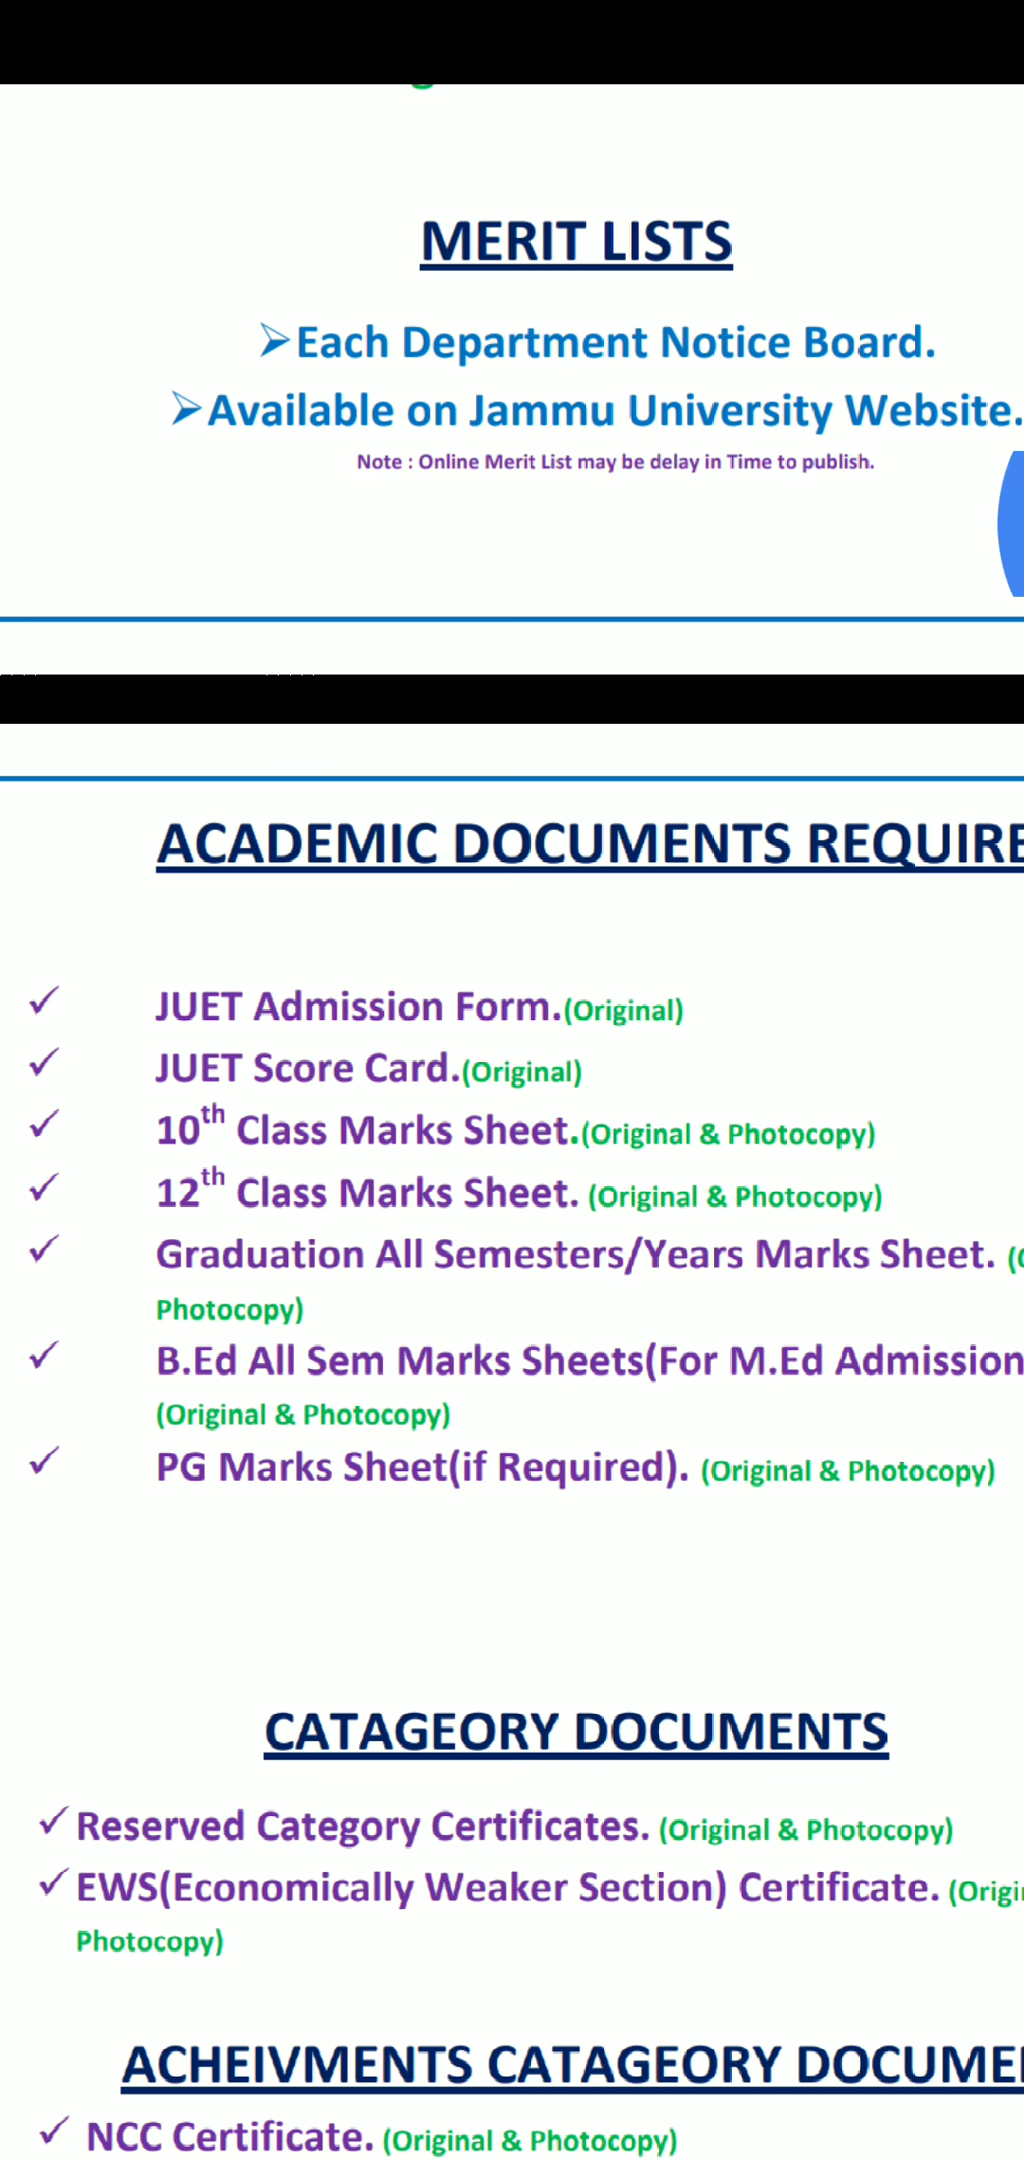 MERIT LISTS
➢Each Department Notice Board.
➢Available on Jammu University Website.
Note : Online Merit List may be delay in Time to publish.
ACADEMIC DOCUMENTS REQUIRE
✓ JUET Admission Form.(Original)
✓ JUET Score Card.(Original)
✓ 10th Class Marks Sheet.(Original & Photocopy)
✓ 12th Class Marks Sheet. (Original & Photocopy)
✓ Graduation All Semesters/Years Marks Sheet. (
Photocopy)
✓ B.Ed All Sem Marks Sheets(For M.Ed Admission
(Original & Photocopy)
✓ PG Marks Sheet(if Required). (Original & Photocopy)
CATAGEORY DOCUMENTS
✓ Reserved Category Certificates. (Original & Photocopy)
✓ EWS(Economically Weaker Section) Certificate. (Origi
Photocopy)
ACHEIVMENTS CATAGEORY DOCUME
✓ NCC Certificate. (Original & Photocopy)